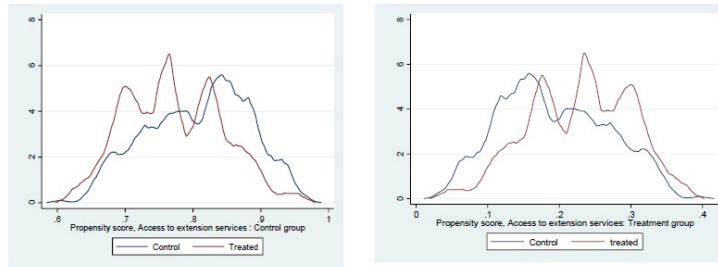 8
6
4
2
0
.6 .7 .8 .9 1
Propensity score, Access to extension services : Control group
Control Treated
8
6
4
2
0
0 .1 .2 .3 .4
Propensity score, Access to extension services: Treatment group
Control treated